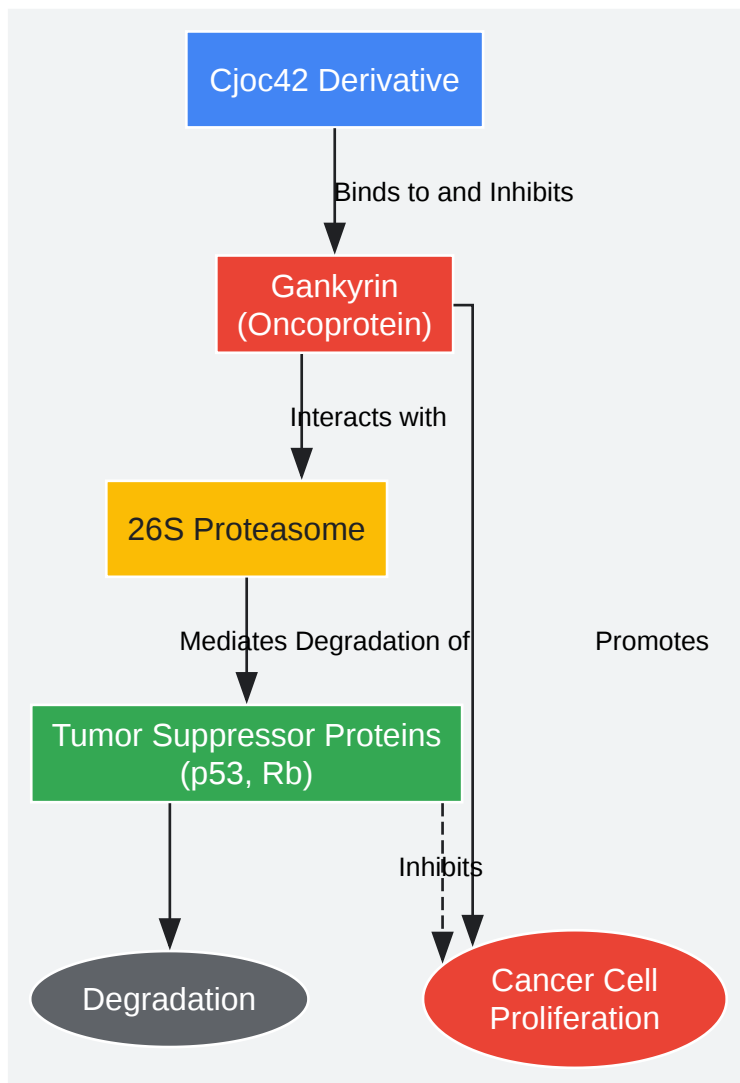 Cjoc42 Derivative
Binds to and Inhibits
Gankyrin
(Oncoprotein)
Interacts with
26S Proteasome
Mediates Degradation of
Promotes
Tumor Suppressor Proteins
(p53, Rb)
Inhibits
Degradation
Cancer Cell
Proliferation